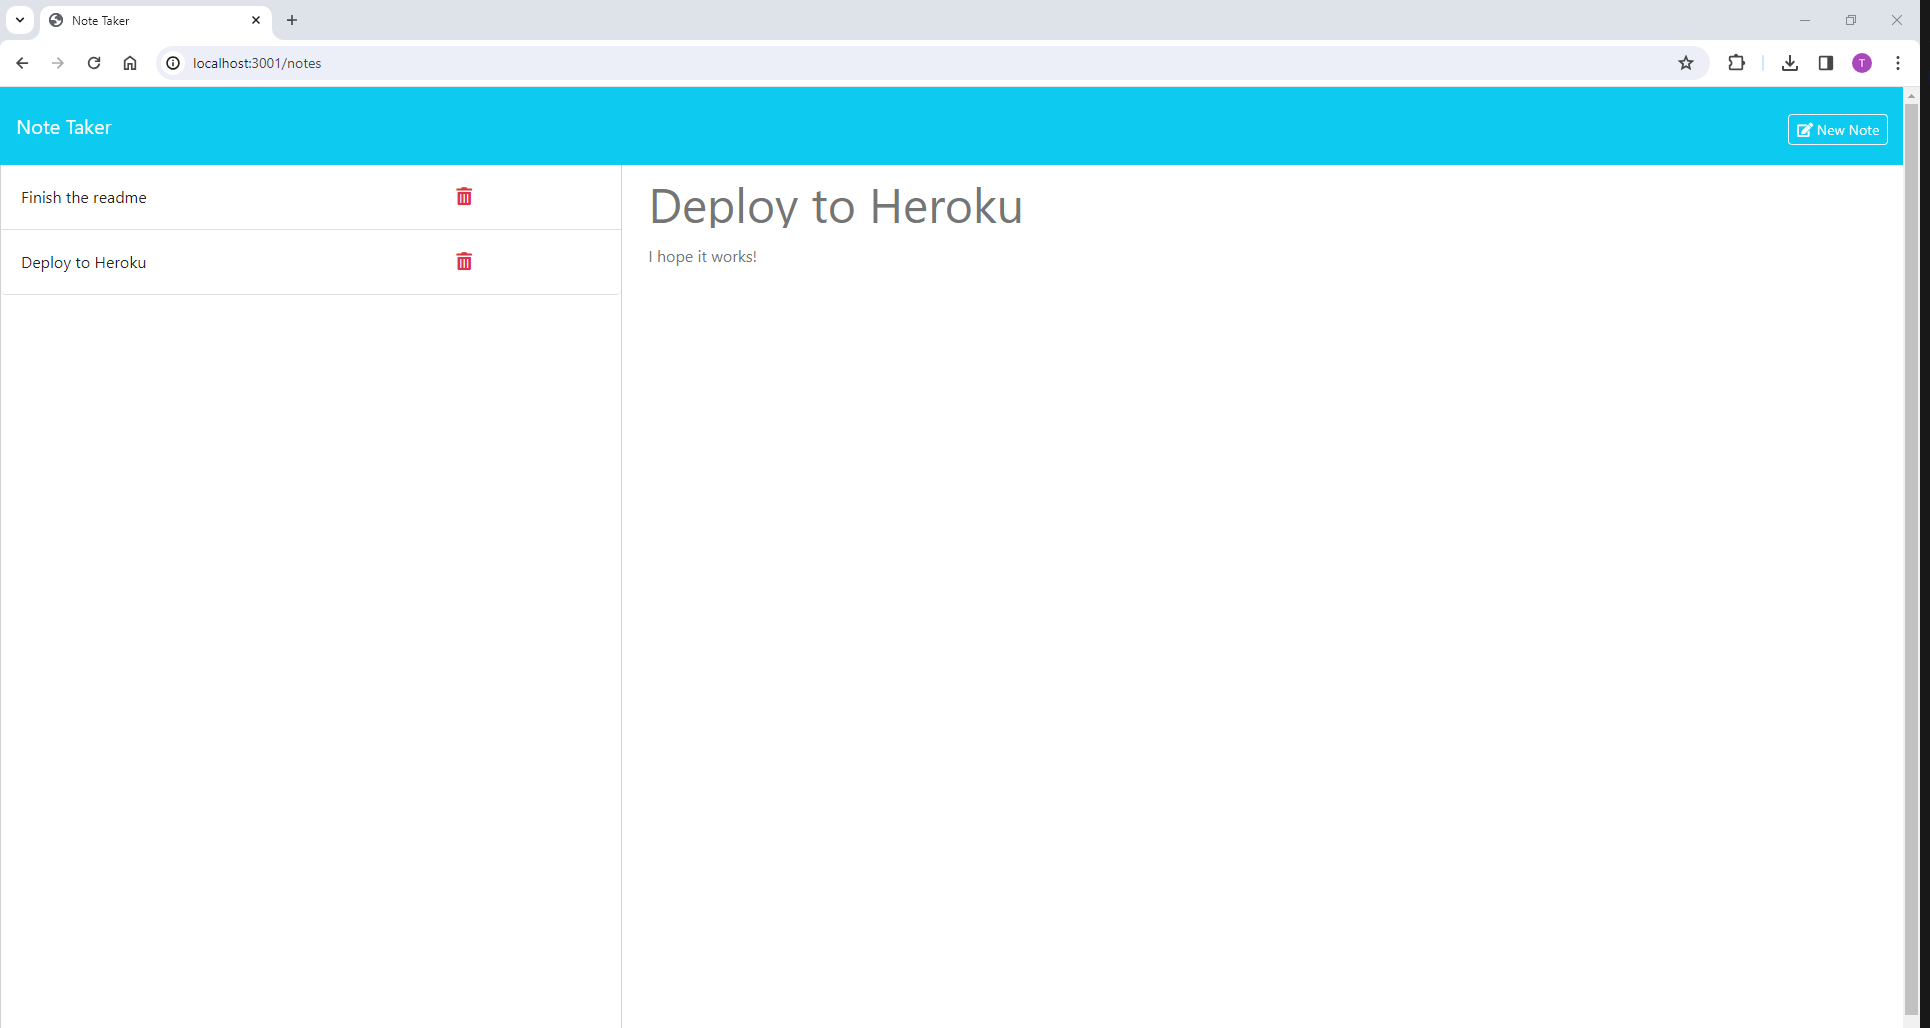 Note Taker
localhost:3001/notes
T
Note Taker
New Note
Finish the readme
Deploy to Heroku
Deploy to Heroku
I hope it works!